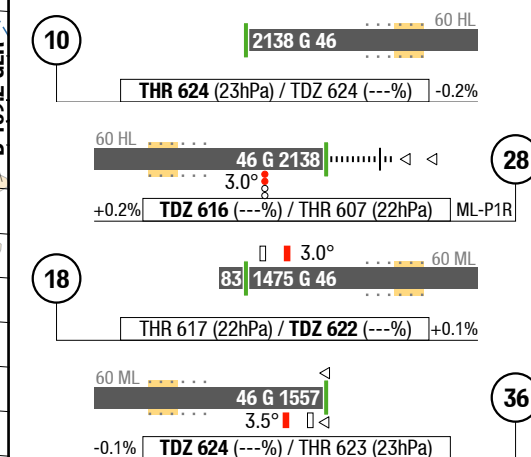 60 HL
10
2138 G 46
THR 624 (23hPa) / TDZ 624 (---%) -0.2%
60 HL
46 G 2138
28
3.0°
+0.2% TDZ 616 (---%) / THR 607 (22hPa) ML-P1R
3.0°
60 ML
18
83 1475 G 46
THR 617 (22hPa) / TDZ 622 (---%) +0.1%
60 ML
46 G 1557
36
3.5°
-0.1% TDZ 624 (---%) / THR 623 (23hPa)